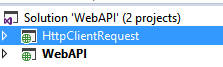 Solution 'WebAPI' (2 projects)
HttpClientRequest
WebAPI